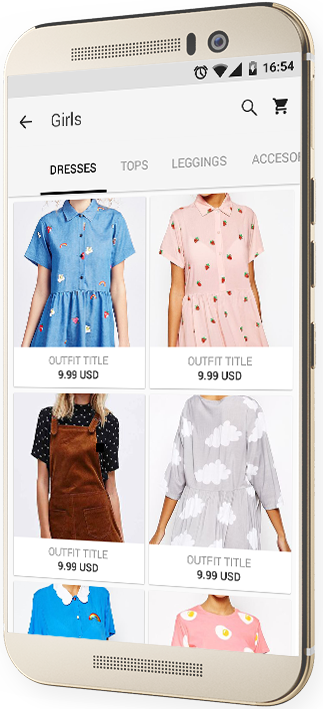 16:54
Girls
DRESSES TOPS LEGGINGS ACCESOR
OUTFIT TITLE
9.99 USD
OUTFIT TITLE
9.99 USD
OUTFIT TITLE
9.99 USD
OUTFIT TITLE
9.99 USD